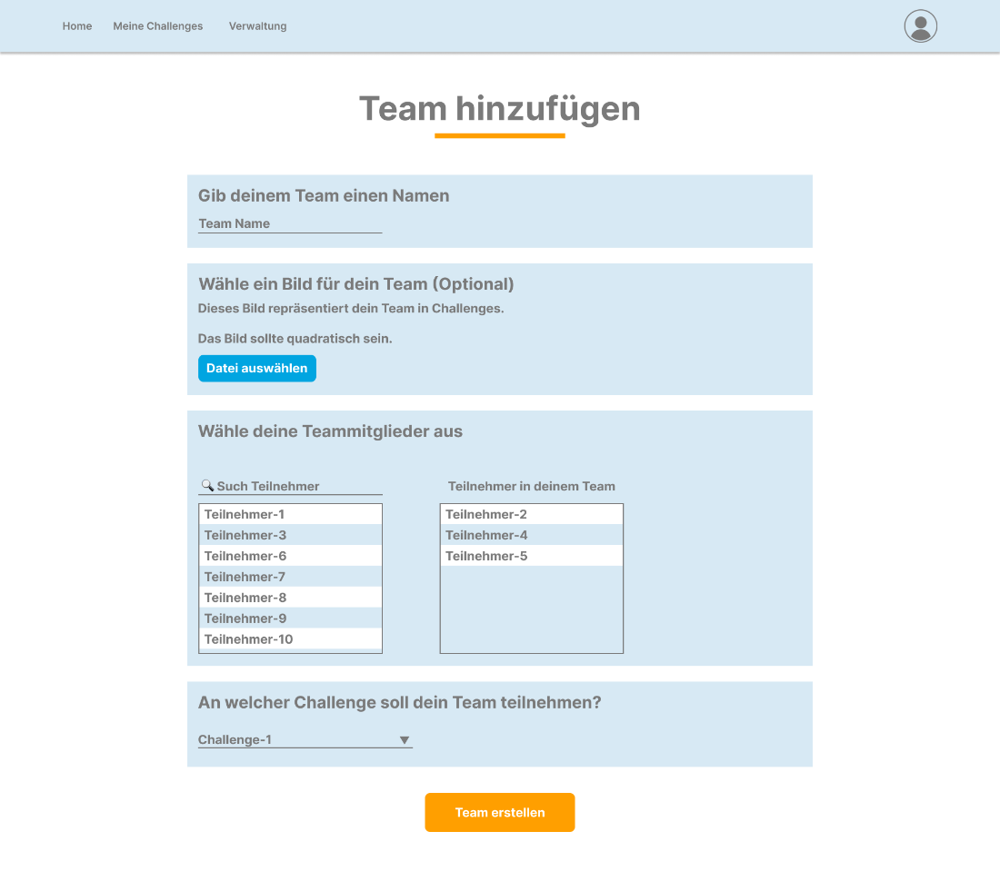 Home Meine Challenges Verwaltung
Team hinzufügen
Gib deinem Team einen Namen
Team Name
Wähle ein Bild für dein Team (Optional)
Dieses Bild repräsentiert dein Team in Challenges.
Das Bild sollte quadratisch sein.
Datei auswählen
Wähle deine Teammitglieder aus
Such Teilnehmer
Teilnehmer-1
Teilnehmer-3
Teilnehmer-6
Teilnehmer-7
Teilnehmer-8
Teilnehmer-9
Teilnehmer-10
Teilnehmer in deinem Team
Teilnehmer-2
Teilnehmer-4
Teilnehmer-5
An welcher Challenge soll dein Team teilnehmen?
Challenge-1
Team erstellen